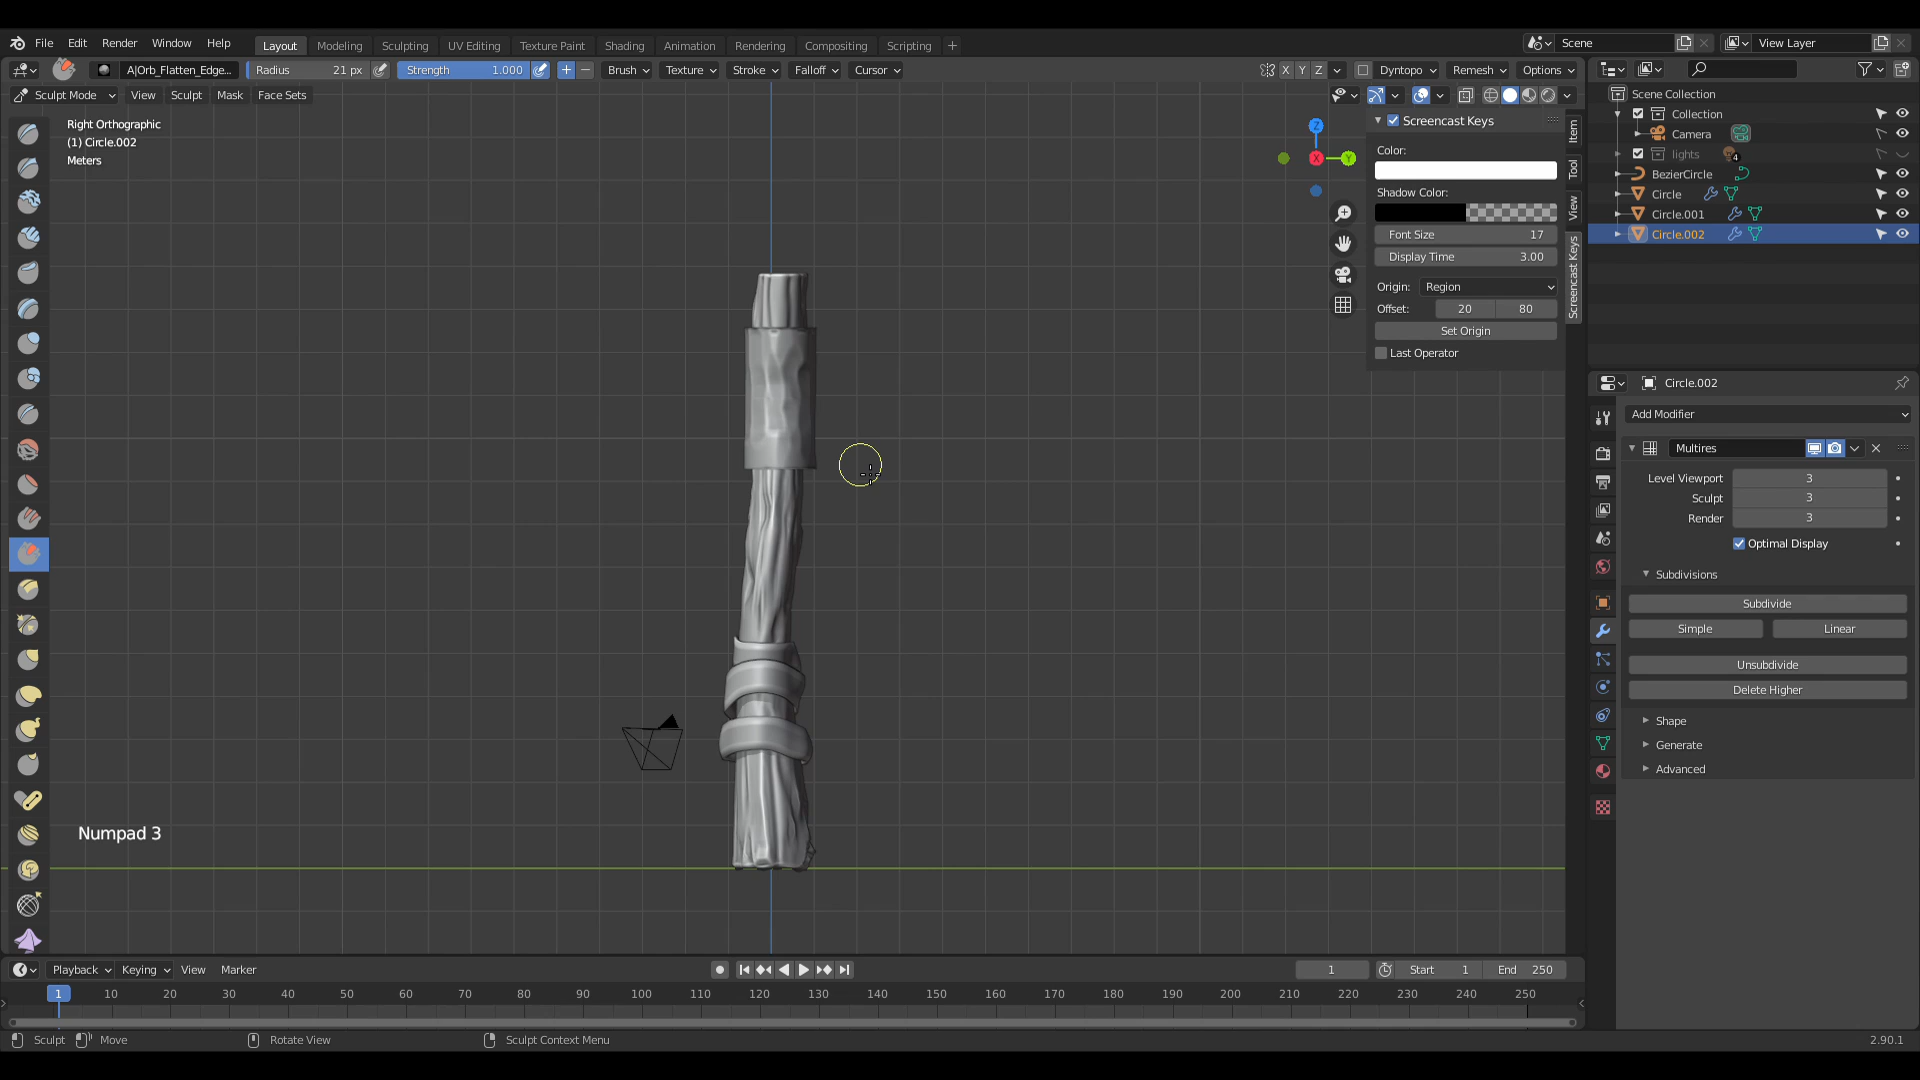 File Edit Render Window Help Layout Modeling Sculpting UV Editing Texture Paint Shading Animation Rendering Compositing Scripting + Scene View Layer
A|Orb_Flatten_Edge... Radius 21 px Strength 1.000 Brush Texture Stroke Falloff Cursor X Y Z Dyntopo Remesh Options
Sculpt Mode View Sculpt Mask Face Sets
Right Orthographic
(1) Circle.002
Meters
Z
X
Y
Screencast Keys
Color:
Shadow Color:
Font Size 17
Display Time 3.00
Origin: Region
Offset: 20 80
Set Origin
Last Operator
Item
Tool
View
Screencast Keys
Scene Collection
Collection
Camera
lights 4
BezierCircle
Circle
Circle.001
Circle.002
Circle.002
Add Modifier
Multires
Level Viewport 3
Sculpt 3
Render 3
Optimal Display
Subdivisions
Subdivide
Simple Linear
Unsubdivide
Delete Higher
Shape
Generate
Advanced
Numpad 3
Playback Keying View Marker 1 Start 1 End 250
1 10 20 30 40 50 60 70 80 90 100 110 120 130 140 150 160 170 180 190 200 210 220 230 240 250
Sculpt Move Rotate View Sculpt Context Menu 2.90.1